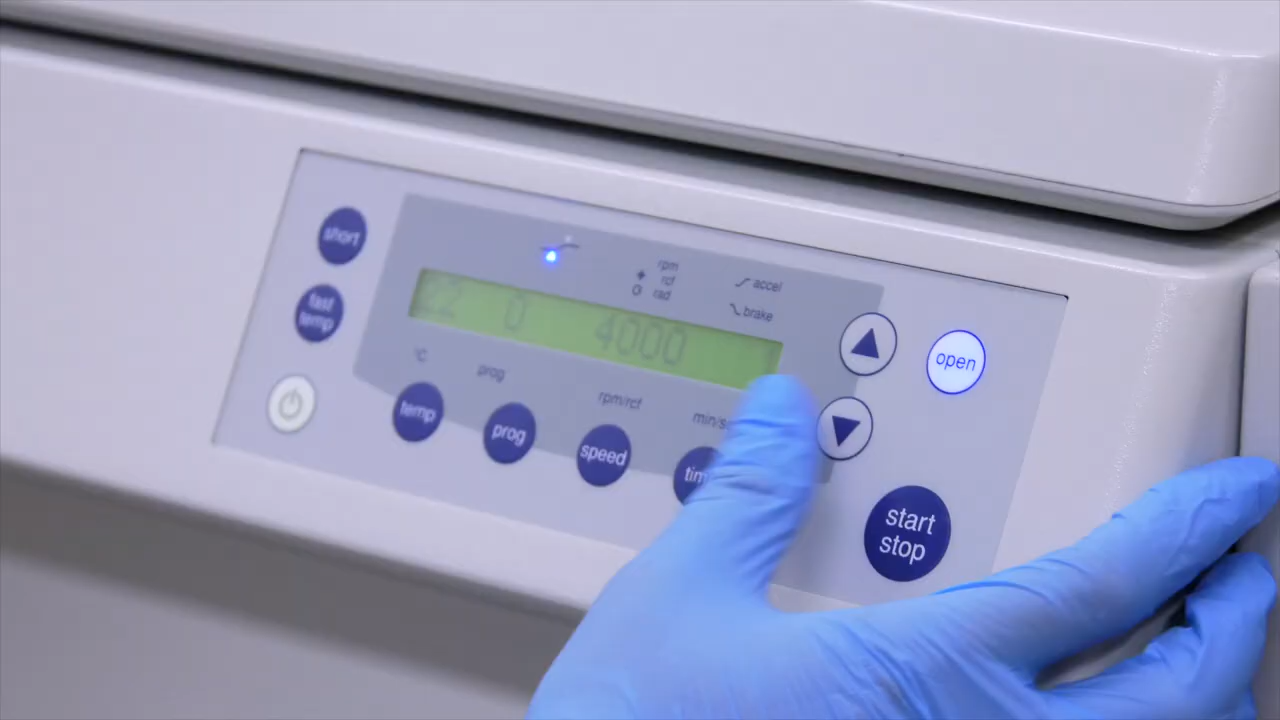 short
rpm
rcf
rad
accel
brake
22 0 4000
fast
temp
°C
prog
rpm/rcf
min/s
open
temp
prog
speed
tim
start
stop